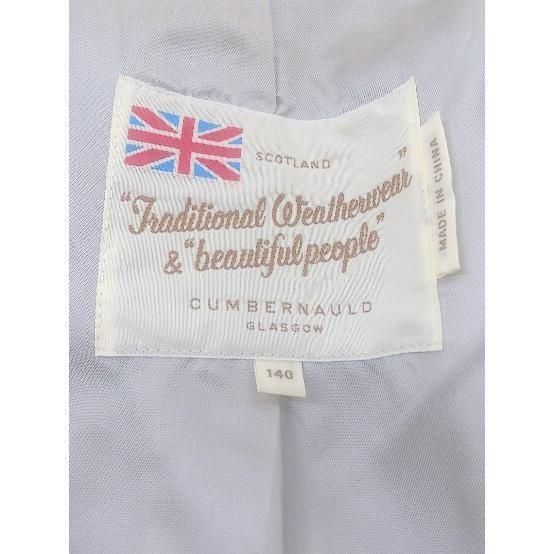 SCOTLAND
"Traditional Weatherwear"
& "beautiful people"
CUMBERNAULD
GLASGOW
MADE IN CHINA
140